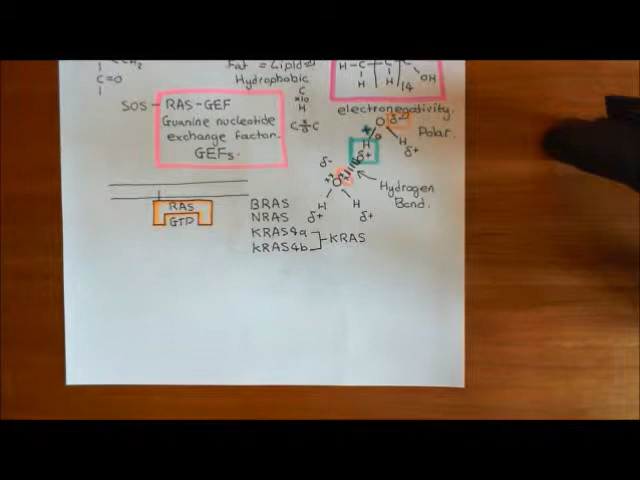 CH2
C=O
Fat = Lipid
Hydrophobic
H-C C C
H H 14 OH
C
H
C C
SOS - RAS-GEF
Guanine nucleotide
exchange factor.
GEFs.
electronegativity.
O δ-
Polar.
H H
δ+ δ+
δ-
O
Hydrogen
Bond.
H H
δ+ δ+
RAS
GTP
BRAS
NRAS
KRAS4a
KRAS4b
KRAS